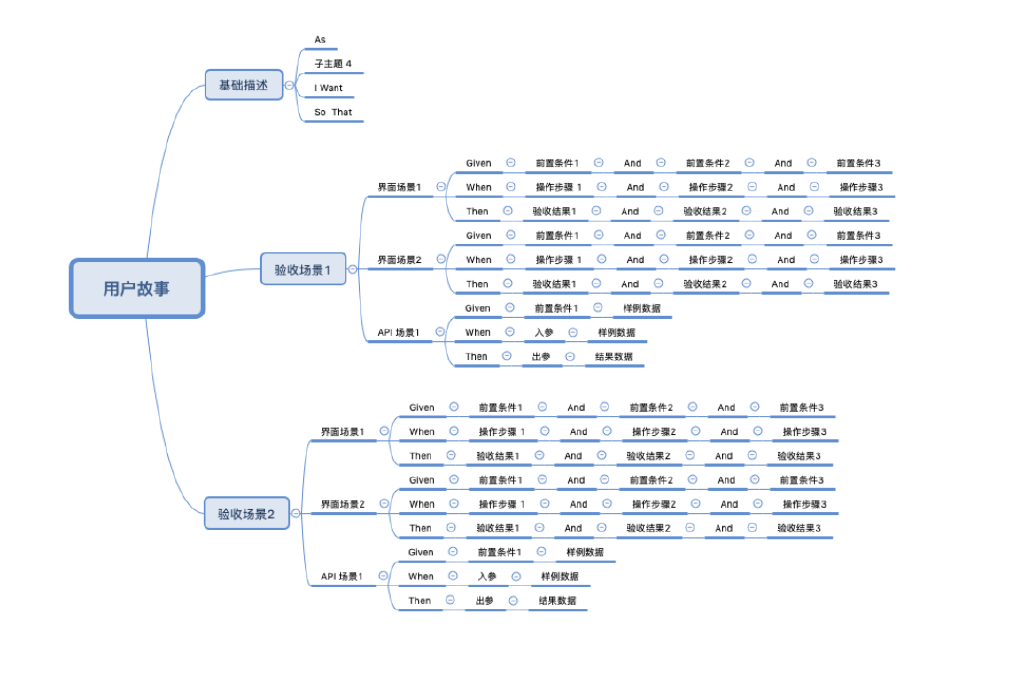 As
子主题 4
I Want
So That
基础描述
Given 前置条件1 And 前置条件2 And 前置条件3
界面场景1
When 操作步骤 1 And 操作步骤2 And 操作步骤3
Then 验收结果1 And 验收结果2 And 验收结果3
Given 前置条件1 And 前置条件2 And 前置条件3
界面场景2
When 操作步骤 1 And 操作步骤2 And 操作步骤3
Then 验收结果1 And 验收结果2 And 验收结果3
验收场景1
用户故事
Given 前置条件1 样例数据
API 场景1
When 入参 样例数据
Then 出参 结果数据
Given 前置条件1 And 前置条件2 And 前置条件3
界面场景1
When 操作步骤 1 And 操作步骤2 And 操作步骤3
Then 验收结果1 And 验收结果2 And 验收结果3
Given 前置条件1 And 前置条件2 And 前置条件3
界面场景2
When 操作步骤 1 And 操作步骤2 And 操作步骤3
Then 验收结果1 And 验收结果2 And 验收结果3
验收场景2
Given 前置条件1 样例数据
API 场景1
When 入参 样例数据
Then 出参 结果数据